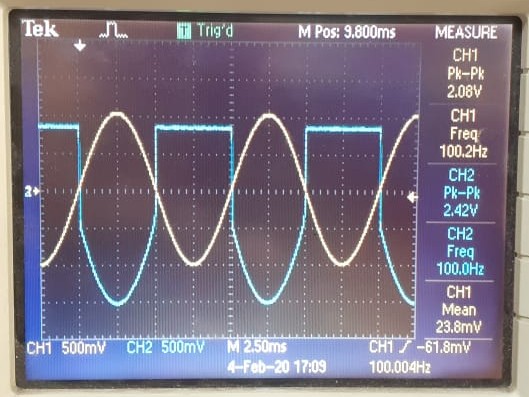 Tek T Trig'd M Pos: 9.800ms MEASURE
CH1
Pk-Pk
2.08V
CH1
Freq
100.2Hz
CH2
Pk-Pk
2.42V
CH2
Freq
100.0Hz
CH1
Mean
23.8mV
2
CH1 500mV CH2 500mV M 2.50ms CH1 -61.8mV
4-Feb-20 17:09 100.004Hz